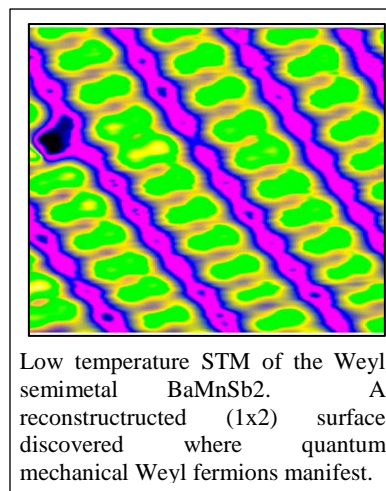 Low temperature STM of the Weyl
semimetal BaMnSb2. A
reconstructructed (1x2) surface
discovered where quantum
mechanical Weyl fermions manifest.